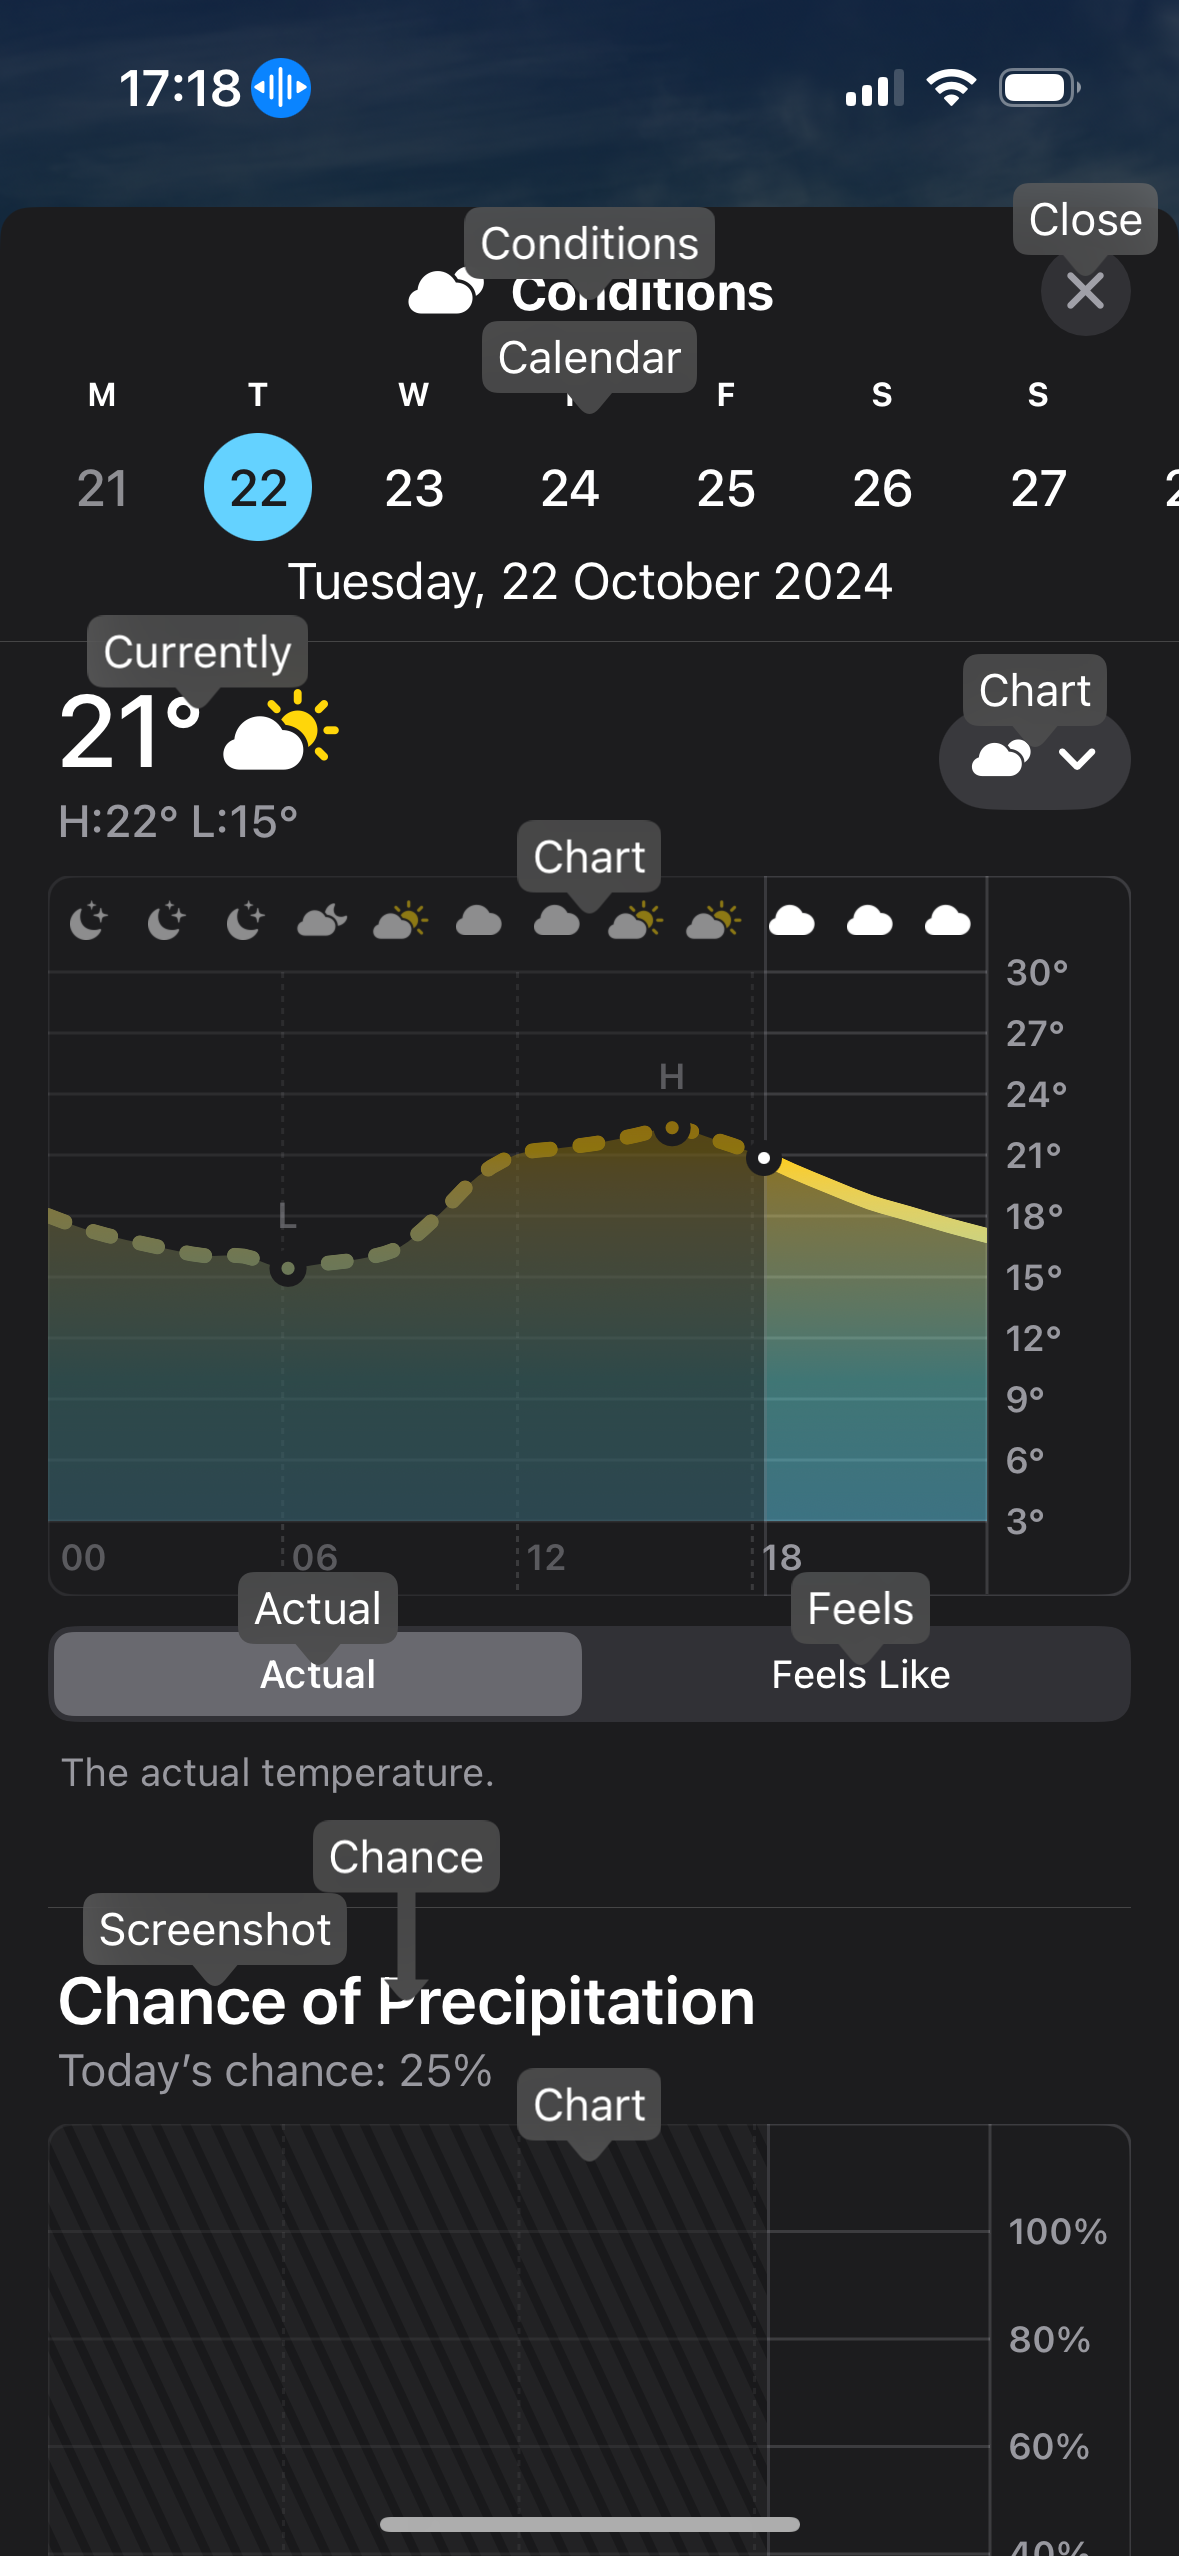 17:18
Close
Conditions
Conditions
Calendar
M T W F S S
21 22 23 24 25 26 27
Tuesday, 22 October 2024
Currently
Chart
21°
H:22° L:15°
Chart
30°
27°
H
24°
21°
L
18°
15°
12°
9°
6°
3°
00 06 12 18
Actual Feels
Actual Feels Like
The actual temperature.
Chance
Screenshot
Chance of Precipitation
Today's chance: 25%
Chart
100%
80%
60%
40%